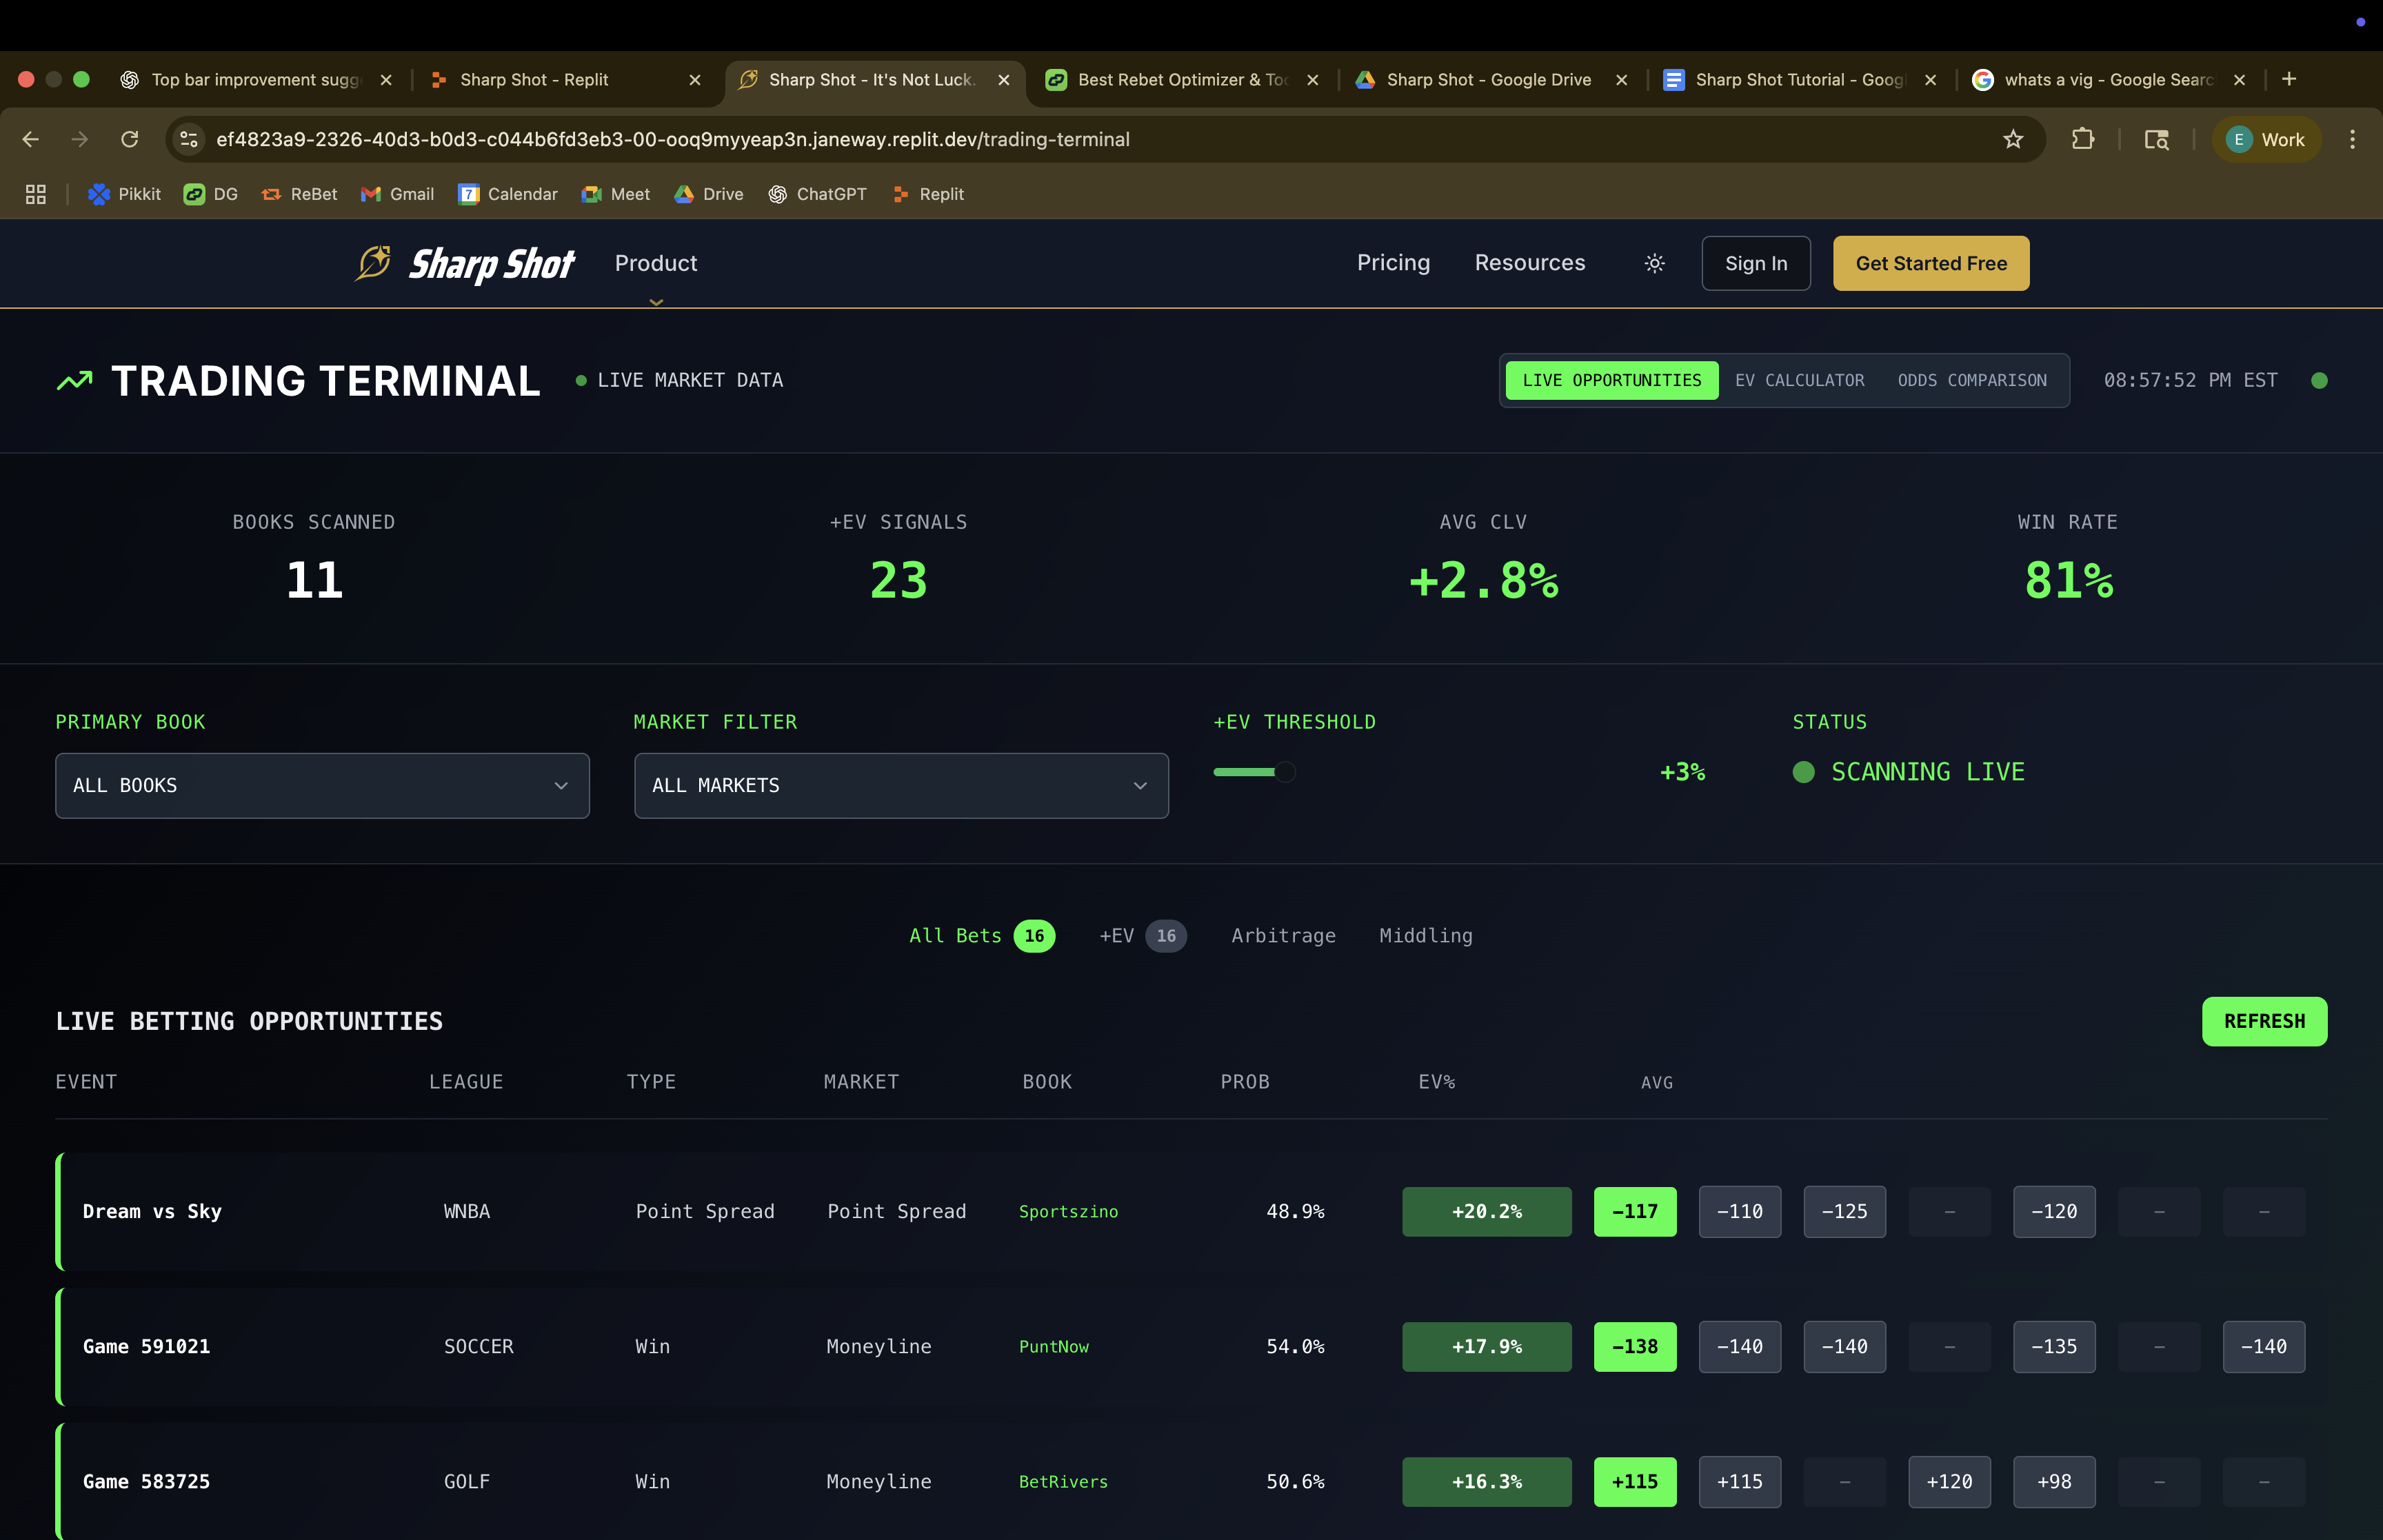 Top bar improvement sugg
Sharp Shot - Replit
Sharp Shot - It's Not Luck.
Best Rebet Optimizer & Too
Sharp Shot - Google Drive
Sharp Shot Tutorial - Googl
whats a vig - Google Searc
ef4823a9-2326-40d3-b0d3-c044b6fd3eb3-00-ooq9myyeap3n.janeway.replit.dev/trading-terminal
E Work
Pikkit DG ReBet Gmail 7 Calendar Meet Drive ChatGPT Replit
Sharp Shot Product Pricing Resources Sign In Get Started Free
TRADING TERMINAL LIVE MARKET DATA LIVE OPPORTUNITIES EV CALCULATOR ODDS COMPARISON 08:57:52 PM EST
BOOKS SCANNED +EV SIGNALS AVG CLV WIN RATE
11 23 +2.8% 81%
PRIMARY BOOK MARKET FILTER +EV THRESHOLD STATUS
ALL BOOKS ALL MARKETS +3% SCANNING LIVE
All Bets 16 +EV 16 Arbitrage Middling
LIVE BETTING OPPORTUNITIES REFRESH
EVENT LEAGUE TYPE MARKET BOOK PROB EV% AVG
Dream vs Sky WNBA Point Spread Point Spread Sportszino 48.9% +20.2% -117 -110 -125 – -120 – –
Game 591021 SOCCER Win Moneyline PuntNow 54.0% +17.9% -138 -140 -140 – -135 – -140
Game 583725 GOLF Win Moneyline BetRivers 50.6% +16.3% +115 +115 – +120 +98 – –